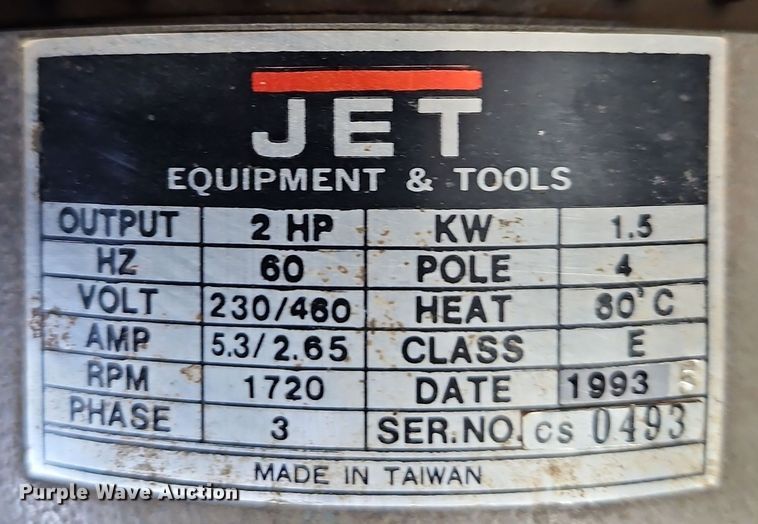 JET
EQUIPMENT & TOOLS
OUTPUT 2 HP KW 1.5
HZ 60 POLE 4
VOLT 230/460 HEAT 80°C
AMP 5.3/2.65 CLASS E
RPM 1720 DATE 1993 5
PHASE 3 SER.NO. CS 0493
MADE IN TAIWAN
Purple Wave Auction